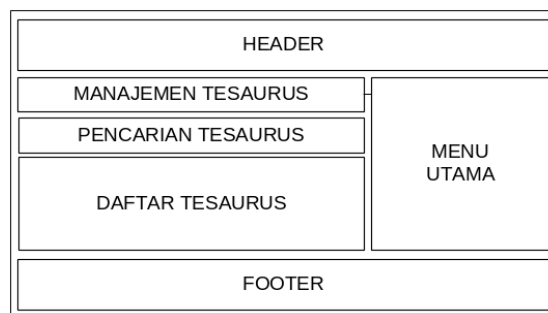 HEADER
MANAJEMEN TESAURUS
PENCARIAN TESAURUS
DAFTAR TESAURUS
MENU
UTAMA
FOOTER